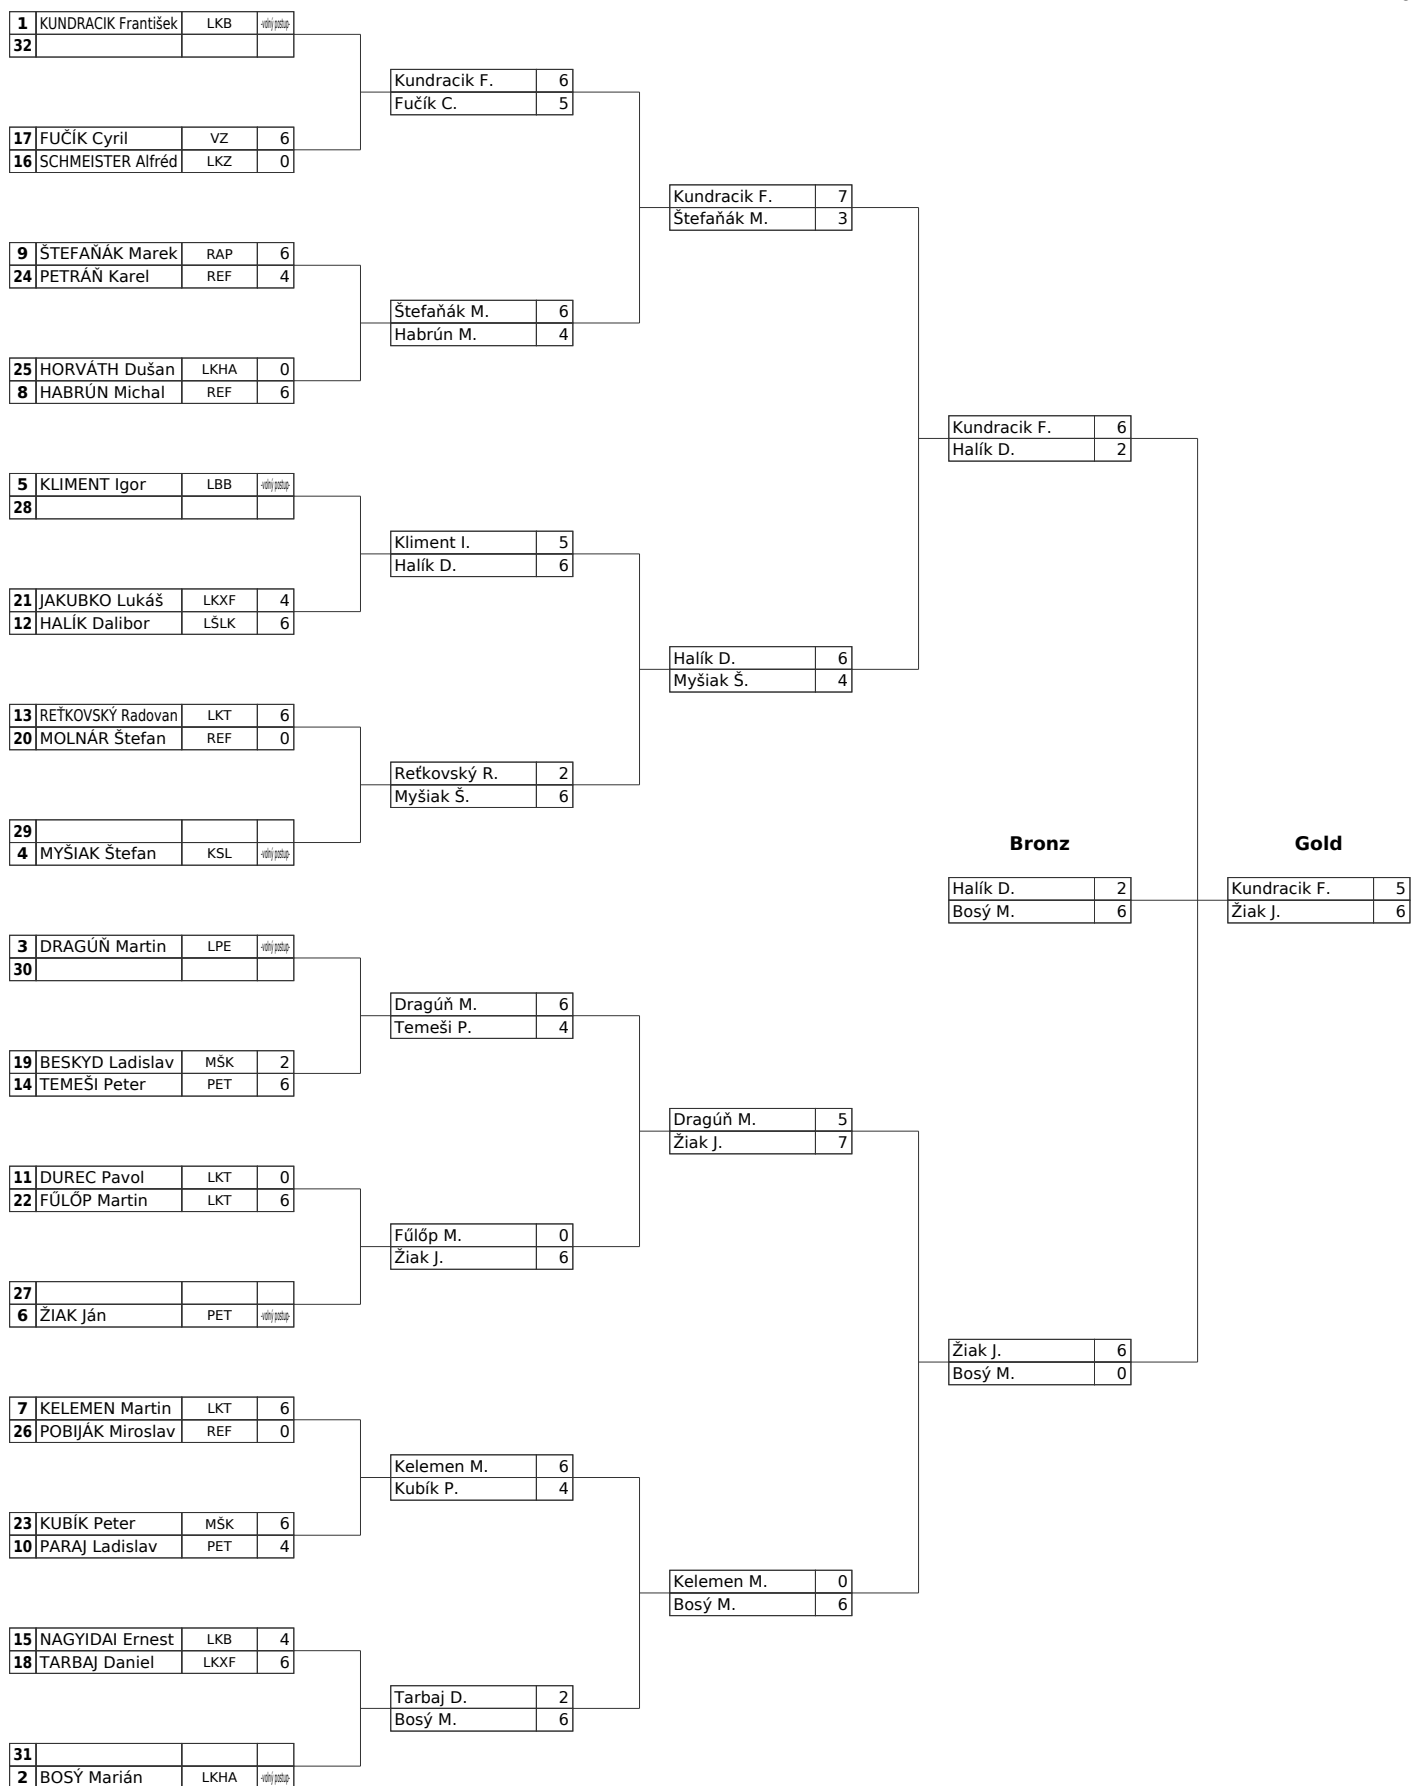 1 KUNDRACIK František LKB -volný postup-
32
Kundracik F. 6
Fučík C. 5
17 FUČÍK Cyril VZ 6
16 SCHMEISTER Alfréd LKZ 0
Kundracik F. 7
Štefaňák M. 3
9 ŠTEFAŇÁK Marek RAP 6
24 PETRÁŇ Karel REF 4
Štefaňák M. 6
Habrún M. 4
25 HORVÁTH Dušan LKHA 0
8 HABRÚN Michal REF 6
Kundracik F. 6
Halík D. 2
5 KLIMENT Igor LBB -volný postup-
28
Kliment I. 5
Halík D. 6
21 JAKUBKO Lukáš LKXF 4
12 HALÍK Dalibor LŠLK 6
Halík D. 6
Myšiak Š. 4
13 REŤKOVSKÝ Radovan LKT 6
20 MOLNÁR Štefan REF 0
Reťkovský R. 2
Myšiak Š. 6
29
4 MYŠIAK Štefan KSL -volný postup-
Bronz Gold
Halík D. 2 Kundracik F. 5
Bosý M. 6 Žiak J. 6
3 DRAGÚŇ Martin LPE -volný postup-
30
Dragúň M. 6
Temeši P. 4
19 BESKYD Ladislav MŠK 2
14 TEMEŠI Peter PET 6
Dragúň M. 5
Žiak J. 7
11 DUREC Pavol LKT 0
22 FŰLŐP Martin LKT 6
Fűlőp M. 0
Žiak J. 6
27
6 ŽIAK Ján PET -volný postup-
Žiak J. 6
Bosý M. 0
7 KELEMEN Martin LKT 6
26 POBIJÁK Miroslav REF 0
Kelemen M. 6
Kubík P. 4
23 KUBÍK Peter MŠK 6
10 PARAJ Ladislav PET 4
Kelemen M. 0
Bosý M. 6
15 NAGYIDAI Ernest LKB 4
18 TARBAJ Daniel LKXF 6
Tarbaj D. 2
Bosý M. 6
31
2 BOSÝ Marián LKHA -volný postup-